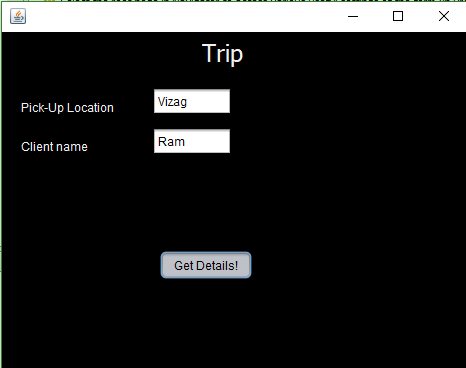 Trip
Pick-Up Location Vizag
Client name Ram
Get Details!